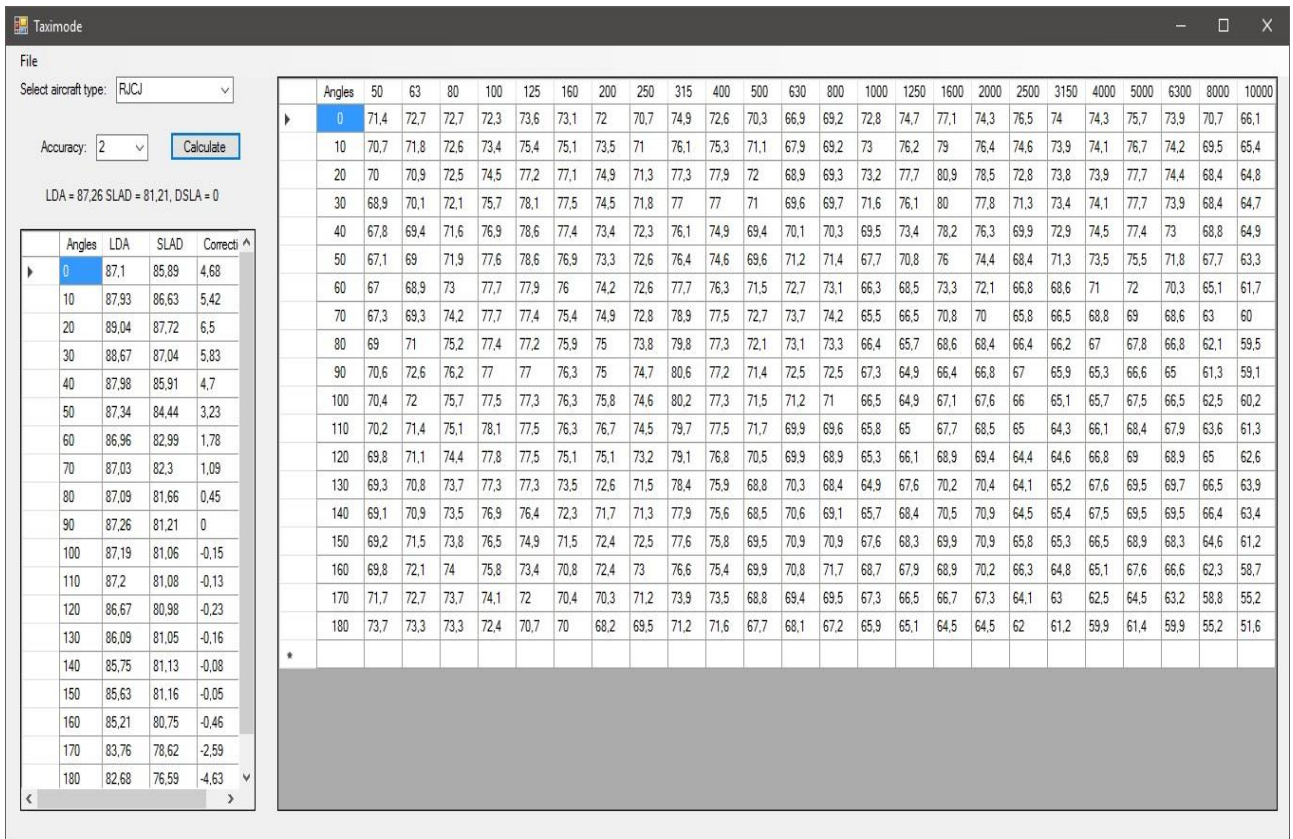 Taximode
File
Select aircraft type: RJCJ
Accuracy: 2 Calculate
LDA = 87,26 SLAD = 81,21, DSLA = 0
Angles LDA SLAD Correcti
0 87,1 85,89 4,68
10 87,93 86,63 5,42
20 89,04 87,72 6,5
30 88,67 87,04 5,83
40 87,98 85,91 4,7
50 87,34 84,44 3,23
60 86,96 82,99 1,78
70 87,03 82,3 1,09
80 87,09 81,66 0,45
90 87,26 81,21 0
100 87,19 81,06 -0,15
110 87,2 81,08 -0,13
120 86,67 80,98 -0,23
130 86,09 81,05 -0,16
140 85,75 81,13 -0,08
150 85,63 81,16 -0,05
160 85,21 80,75 -0,46
170 83,76 78,62 -2,59
180 82,68 76,59 -4,63
Angles 50 63 80 100 125 160 200 250 315 400 500 630 800 1000 1250 1600 2000 2500 3150 4000 5000 6300 8000 10000
0 71,4 72,7 72,7 72,3 73,6 73,1 72 70,7 74,9 72,6 70,3 66,9 69,2 72,8 74,7 77,1 74,3 76,5 74 74,3 75,7 73,9 70,7 66,1
10 70,7 71,8 72,6 73,4 75,4 75,1 73,5 71 76,1 75,3 71,1 67,9 69,2 73 76,2 79 76,4 74,6 73,9 74,1 76,7 74,2 69,5 65,4
20 70 70,9 72,5 74,5 77,2 77,1 74,9 71,3 77,3 77,9 72 68,9 69,3 73,2 77,7 80,9 78,5 72,8 73,8 73,9 77,7 74,4 68,4 64,8
30 68,9 70,1 72,1 75,7 78,1 77,5 74,5 71,8 77 77 71 69,6 69,7 71,6 76,1 80 77,8 71,3 73,4 74,1 77,7 73,9 68,4 64,7
40 67,8 69,4 71,6 76,9 78,6 77,4 73,4 72,3 76,1 74,9 69,4 70,1 70,3 69,5 73,4 78,2 76,3 69,9 72,9 74,5 77,4 73 68,8 64,9
50 67,1 69 71,9 77,6 78,6 76,9 73,3 72,6 76,4 74,6 69,6 71,2 71,4 67,7 70,8 76 74,4 68,4 71,3 73,5 75,5 71,8 67,7 63,3
60 67 68,9 73 77,7 77,9 76 74,2 72,6 77,7 76,3 71,5 72,7 73,1 66,3 68,5 73,3 72,1 66,8 68,6 71 72 70,3 65,1 61,7
70 67,3 69,3 74,2 77,7 77,4 75,4 74,9 72,8 78,9 77,5 72,7 73,7 74,2 65,5 66,5 70,8 70 65,8 66,5 68,8 69 68,6 63 60
80 69 71 75,2 77,4 77,2 75,9 75 73,8 79,8 77,3 72,1 73,1 73,3 66,4 65,7 68,6 68,4 66,4 66,2 67 67,8 66,8 62,1 59,5
90 70,6 72,6 76,2 77 77 76,3 75 74,7 80,6 77,2 71,4 72,5 72,5 67,3 64,9 66,4 66,8 67 65,9 65,3 66,6 65 61,3 59,1
100 70,4 72 75,7 77,5 77,3 76,3 75,8 74,6 80,2 77,3 71,5 71,2 71 66,5 64,9 67,1 67,6 66 65,1 65,7 67,5 66,5 62,5 60,2
110 70,2 71,4 75,1 78,1 77,5 76,3 76,7 74,5 79,7 77,5 71,7 69,9 69,6 65,8 65 67,7 68,5 65 64,3 66,1 68,4 67,9 63,6 61,3
120 69,8 71,1 74,4 77,8 77,5 75,1 75,1 73,2 79,1 76,8 70,5 69,9 68,9 65,3 66,1 68,9 69,4 64,4 64,6 66,8 69 68,9 65 62,6
130 69,3 70,8 73,7 77,3 77,3 73,5 72,6 71,5 78,4 75,9 68,8 70,3 68,4 64,9 67,6 70,2 70,4 64,1 65,2 67,6 69,5 69,7 66,5 63,9
140 69,1 70,9 73,5 76,9 76,4 72,3 71,7 71,3 77,9 75,6 68,5 70,6 69,1 65,7 68,4 70,5 70,9 64,5 65,4 67,5 69,5 69,5 66,4 63,4
150 69,2 71,5 73,8 76,5 74,9 71,5 72,4 72,5 77,6 75,8 69,5 70,9 70,9 67,6 68,3 69,9 70,9 65,8 65,3 66,5 68,9 68,3 64,6 61,2
160 69,8 72,1 74 75,8 73,4 70,8 72,4 73 76,6 75,4 69,9 70,8 71,7 68,7 67,9 68,9 70,2 66,3 64,8 65,1 67,6 66,6 62,3 58,7
170 71,7 72,7 73,7 74,1 72 70,4 70,3 71,2 73,9 73,5 68,8 69,4 69,5 67,3 66,5 66,7 67,3 64,1 63 62,5 64,5 63,2 58,8 55,2
180 73,7 73,3 73,3 72,4 70,7 70 68,2 69,5 71,2 71,6 67,7 68,1 67,2 65,9 65,1 64,5 64,5 62 61,2 59,9 61,4 59,9 55,2 51,6